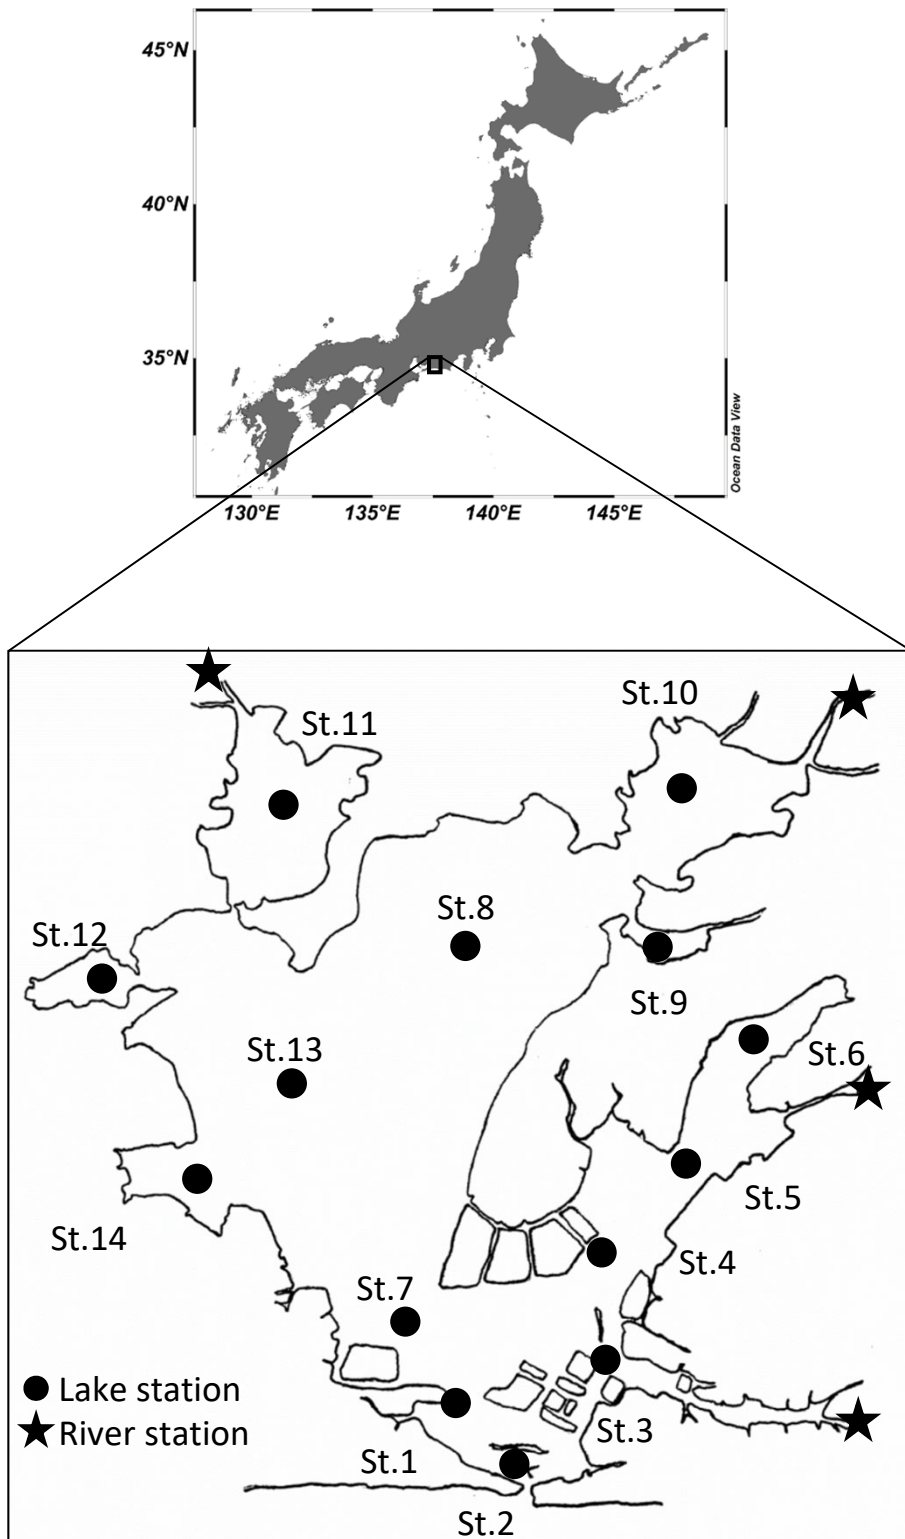 45°N
40°N
35°N
130°E 135°E 140°E 145°E
Ocean Data View
St.11
St.10
St.8
St.12
St.9
St.13
St.6
St.5
St.14
St.4
St.7
Lake station
River station
St.3
St.1
St.2